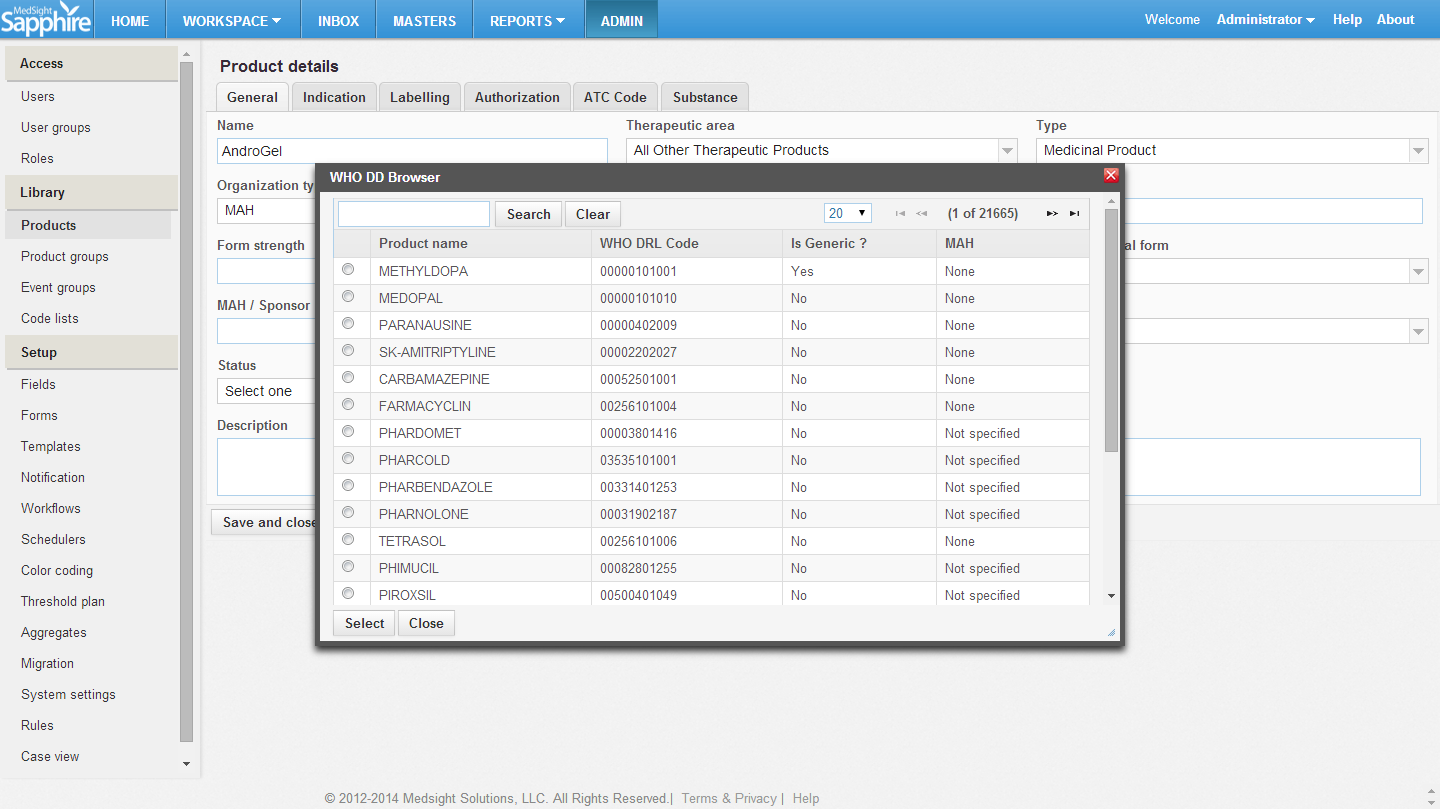 MedSight
Sapphire
HOME WORKSPACE INBOX MASTERS REPORTS ADMIN Welcome Administrator Help About
Access
Users
User groups
Roles
Library
Products
Product groups
Event groups
Code lists
Setup
Fields
Forms
Templates
Notification
Workflows
Schedulers
Color coding
Threshold plan
Aggregates
Migration
System settings
Rules
Case view
Product details
General Indication Labelling Authorization ATC Code Substance
Name Therapeutic area Type
AndroGel All Other Therapeutic Products Medicinal Product
Organization ty
MAH
Form strength al form
MAH / Sponsor
Status
Select one
Description
Save and close
WHO DD Browser
Search Clear 20 (1 of 21665)
Product name WHO DRL Code Is Generic ? MAH
METHYLDOPA 00000101001 Yes None
MEDOPAL 00000101010 No None
PARANAUSINE 00000402009 No None
SK-AMITRIPTYLINE 00002202027 No None
CARBAMAZEPINE 00052501001 No None
FARMACYCLIN 00256101004 No None
PHARDOMET 00003801416 No Not specified
PHARCOLD 03535101001 No Not specified
PHARBENDAZOLE 00331401253 No Not specified
PHARNOLONE 00031902187 No Not specified
TETRASOL 00256101006 No None
PHIMUCIL 00082801255 No Not specified
PIROXSIL 00500401049 No Not specified
Select Close
© 2012-2014 Medsight Solutions, LLC. All Rights Reserved.| Terms & Privacy | Help